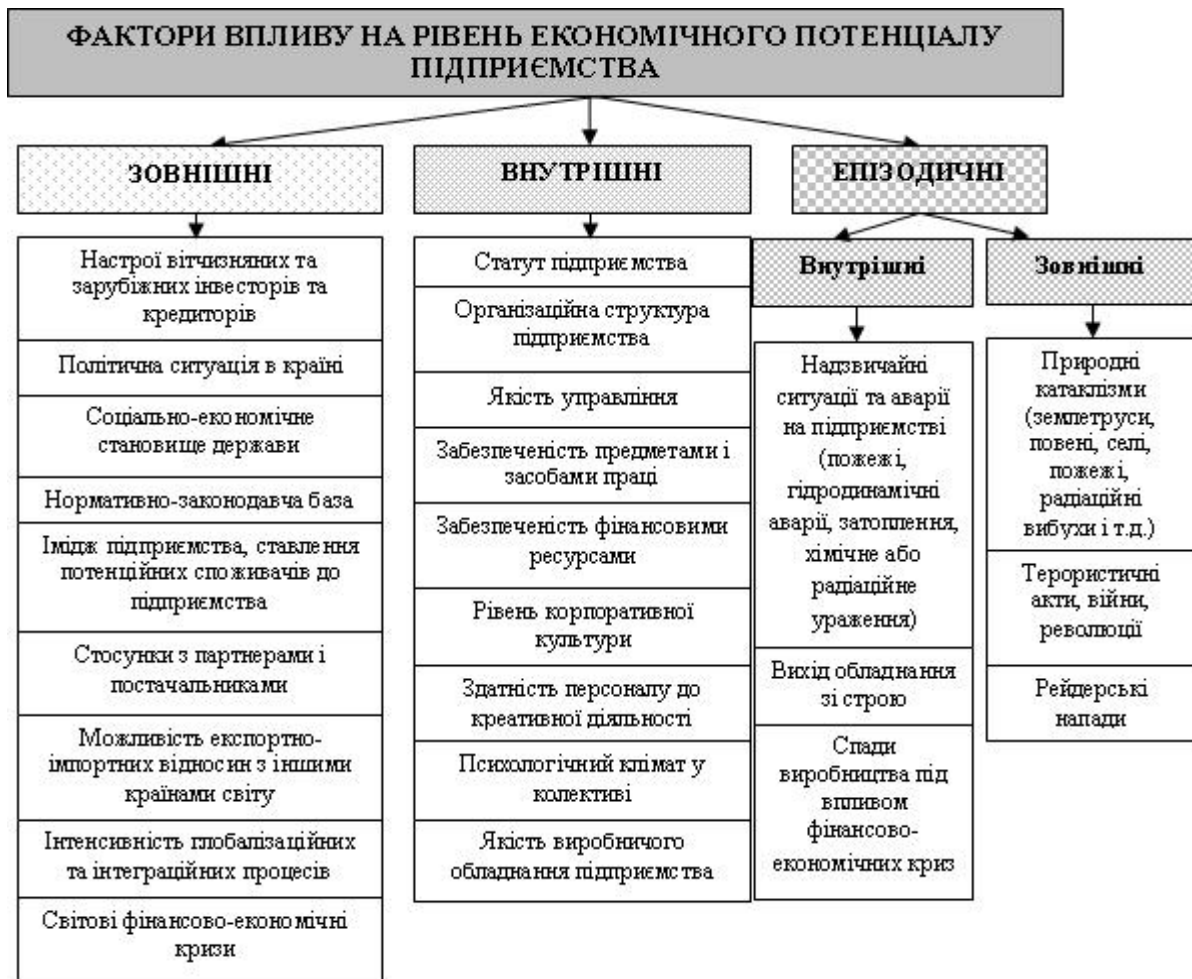 ФАКТОРИ ВПЛИВУ НА РІВЕНЬ ЕКОНОМІЧНОГО ПОТЕНЦІАЛУ
ПІДПРИЄМСТВА
ЗОВНІШНІ
Настрої вітчизняних та
зарубіжних інвесторів та
кредиторів
Політична ситуація в країні
Соціально-економічне
становище держави
Нормативно-законодавча база
Імідж підприємства, ставлення
потенційних споживачів до
підприємства
Стосунки з партнерами і
постачальниками
Можливість експортно-
імпортних відносин з іншими
країнами світу
Інтенсивність глобалізаційних
та інтеграційних процесів
Світові фінансово-економічні
кризи
ВНУТРІШНІ
Статут підприємства
Організаційна структура
підприємства
Якість управління
Забезпеченість предметами і
засобами праці
Забезпеченість фінансовими
ресурсами
Рівень корпоративної
культури
Здатність персоналу до
креативної діяльності
Психологічний клімат у
колективі
Якість виробничого
обладнання підприємства
ЕПІЗОДИЧНІ
Внутрішні
Надзвичайні
ситуації та аварії
на підприємстві
(пожежі,
гідродинамічні
аварії, затоплення,
хімічне або
радіаційне
ураження)
Вихід обладнання
зі строю
Спади
виробництва під
впливом
фінансово-
економічних криз
Зовнішні
Природні
катаклізми
(землетруси,
повені, селі,
пожежі,
радіаційні
вибухи і т.д.)
Терористичні
акти, війни,
революції
Рейдерські
напади